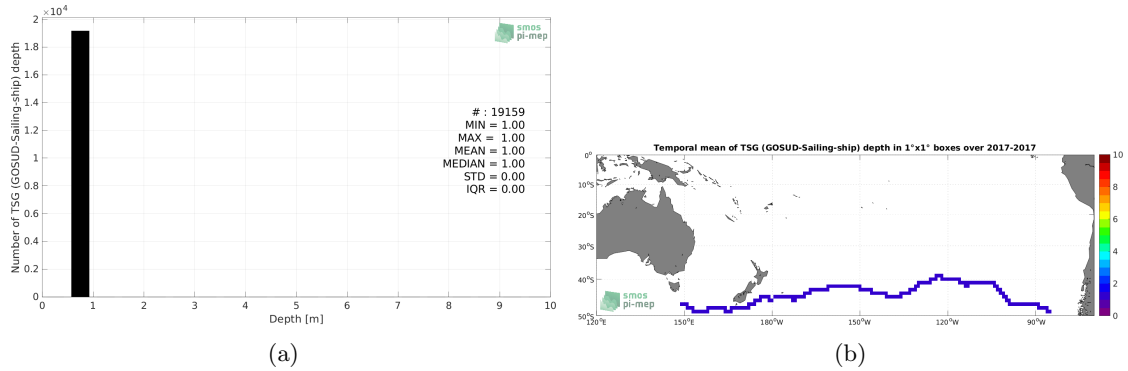 ×10⁴
2
1.8
1.6
1.4
1.2
1
0.8
0.6
0.4
0.2
0
Number of TSG (GOSUD-Sailing-ship) depth
smos
pi-mep
# : 19159
MIN = 1.00
MAX = 1.00
MEAN = 1.00
MEDIAN = 1.00
STD = 0.00
IQR = 0.00
0 1 2 3 4 5 6 7 8 9 10
Depth [m]
(a)
Temporal mean of TSG (GOSUD-Sailing-ship) depth in 1°x1° boxes over 2017-2017
0°
10°S
20°S
30°S
40°S
50°S
smos
pi-mep
120°E 150°E 180°W 150°W 120°W 90°W
10
8
6
4
2
0
(b)